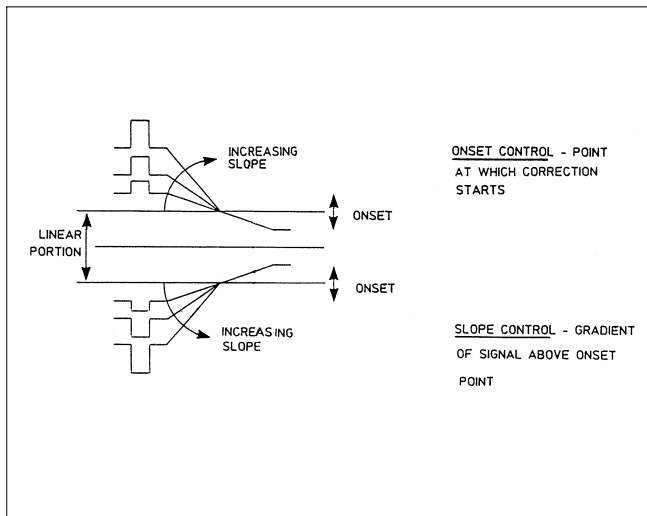 INCREASING
SLOPE
ONSET CONTROL - POINT
AT WHICH CORRECTION
STARTS
ONSET
LINEAR
PORTION
ONSET
INCREASING
SLOPE
SLOPE CONTROL - GRADIENT
OF SIGNAL ABOVE ONSET
POINT